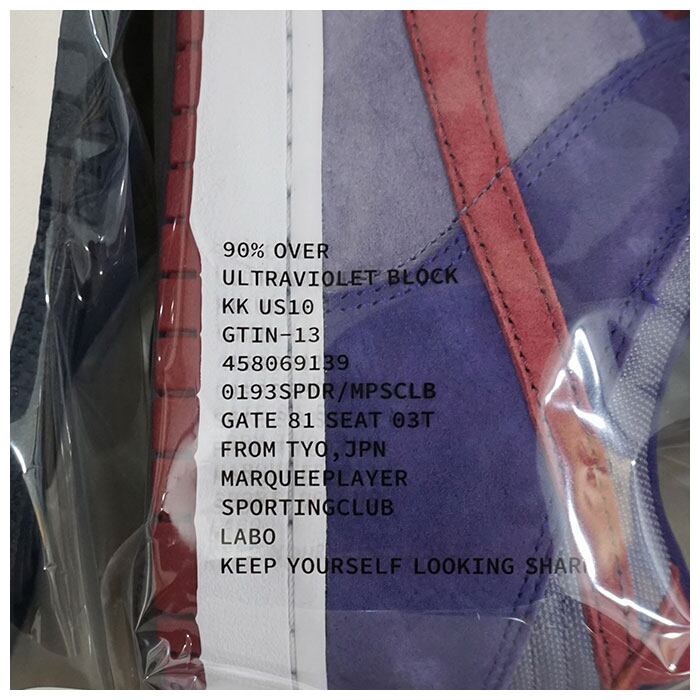 90% OVER
ULTRAVIOLET BLOCK
KK US10
GTIN-13
458069139
0193SPDR/MPSCLB
GATE 81 SEAT 03T
FROM TYO,JPN
MARQUEEPLAYER
SPORTINGCLUB
LABO
KEEP YOURSELF LOOKING